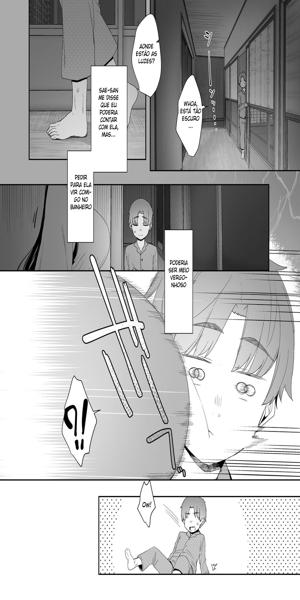 WHOA,
ESTÁ TÃO
ESCURO
...
AONDE
ESTÃO AS
LUZES?
SAE-SAN
ME DISSE
QUE EU
PODERIA
CONTAR
COM ELA,
MAS...
PEDIR
PARA ELA
VIR COMI-
GO NO
BANHEIRO
PODERIA
SER MEIO
VERGO-
NHOSO
?!
OW!